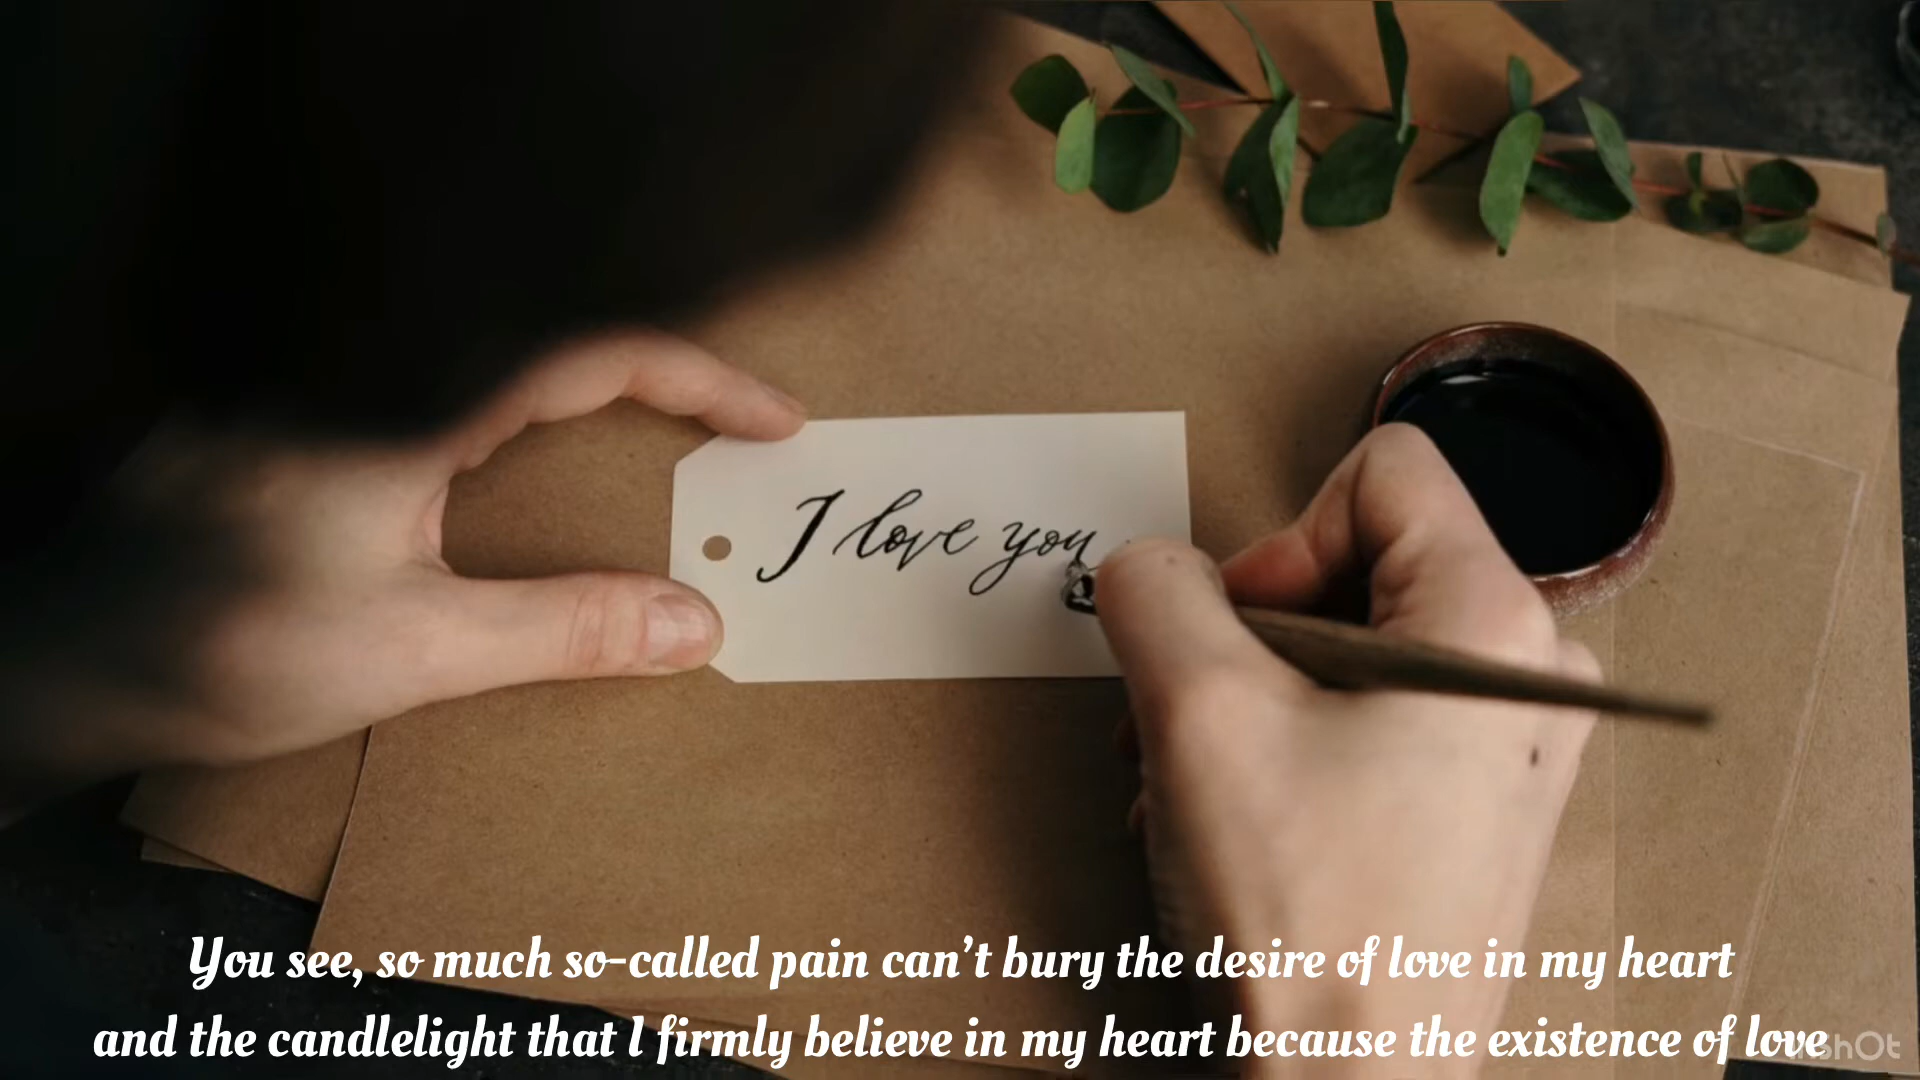 I love you
You see, so much so-called pain can't bury the desire of love in my heart
and the candlelight that I firmly believe in my heart because the existence of love